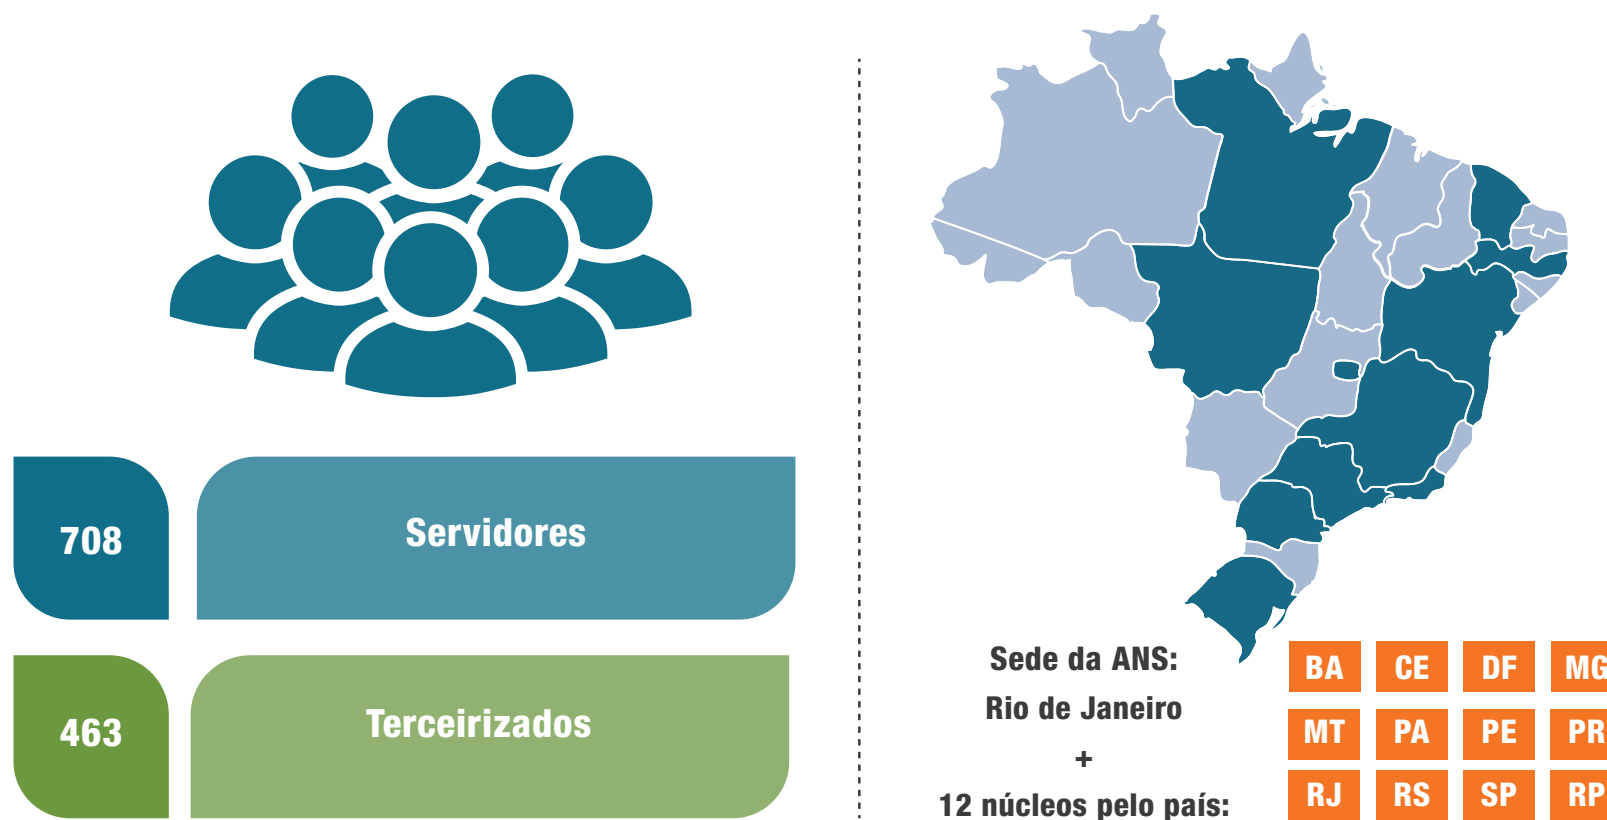 708
Servidores
463
Terceirizados
Sede da ANS:
Rio de Janeiro
+
12 núcleos pelo país:
BA CE DF MG
MT PA PE PR
RJ RS SP RP